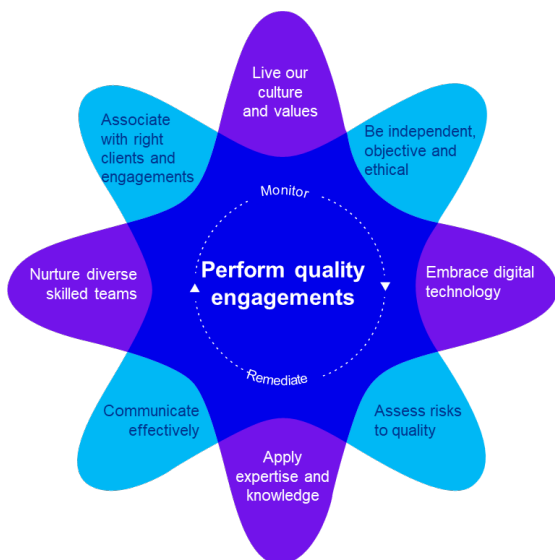 Live our
culture
and values
Associate
with right
clients and
engagements
Be independent,
objective and
ethical
Monitor
Nurture diverse
skilled teams
Perform quality
engagements
Embrace digital
technology
Remediate
Communicate
effectively
Assess risks
to quality
Apply
expertise and
knowledge